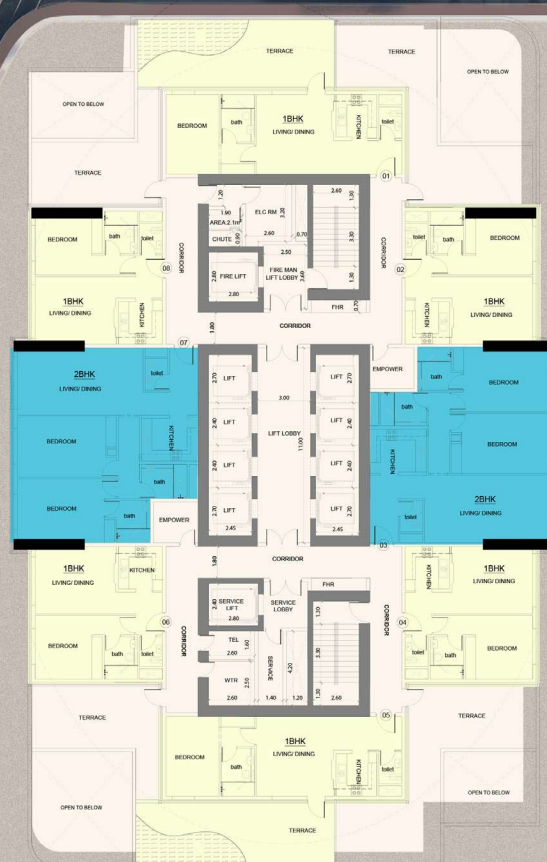 TERRACE
TERRACE
OPEN TO BELOW
OPEN TO BELOW
1BHK
LIVING/ DINING
BEDROOM
bath
KITCHEN
toilet
TERRACE
01
1.20
ELC RM
3.30
2.60
1.30
1.90
AREA:2.1m²
2.60
0.70
CHUTE
0.90
3.30
2.50
BEDROOM
bath
toilet
CORRIDOR
CORRIDOR
toilet
bath
BEDROOM
08
02
FIRE LIFT
2.80
2.80
FIRE MAN
LIFT LOBBY
3.60
1.30
1BHK
LIVING/ DINING
KITCHEN
FHR
0.70
KITCHEN
1BHK
LIVING/ DINING
1.80
CORRIDOR
07
2BHK
LIVING/ DINING
toilet
LIFT
2.70
LIFT
2.70
EMPOWER
bath
BEDROOM
3.00
BEDROOM
KITCHEN
LIFT
2.40
LIFT LOBBY
11.00
LIFT
2.40
bath
KITCHEN
BEDROOM
LIFT
2.40
LIFT
2.40
BEDROOM
bath
bath
EMPOWER
LIFT
2.70
2.45
LIFT
2.70
2.45
toilet
2BHK
LIVING/ DINING
03
1.80
CORRIDOR
1BHK
LIVING/ DINING
KITCHEN
FHR
KITCHEN
1BHK
LIVING/ DINING
2.40
SERVICE
LIFT
2.80
SERVICE
LOBBY
1.30
06
04
BEDROOM
bath
toilet
CORRIDOR
TEL
2.60
1.60
SERVICE
4.20
3.30
CORRIDOR
toilet
bath
BEDROOM
WTR
2.50
2.60
1.40
1.20
1.30
2.60
TERRACE
05
TERRACE
1BHK
LIVING/ DINING
BEDROOM
bath
KITCHEN
toilet
OPEN TO BELOW
OPEN TO BELOW
TERRACE